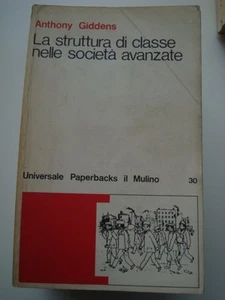 Anthony Giddens
La struttura di classe
nelle società avanzate
Universale Paperbacks il Mulino 30